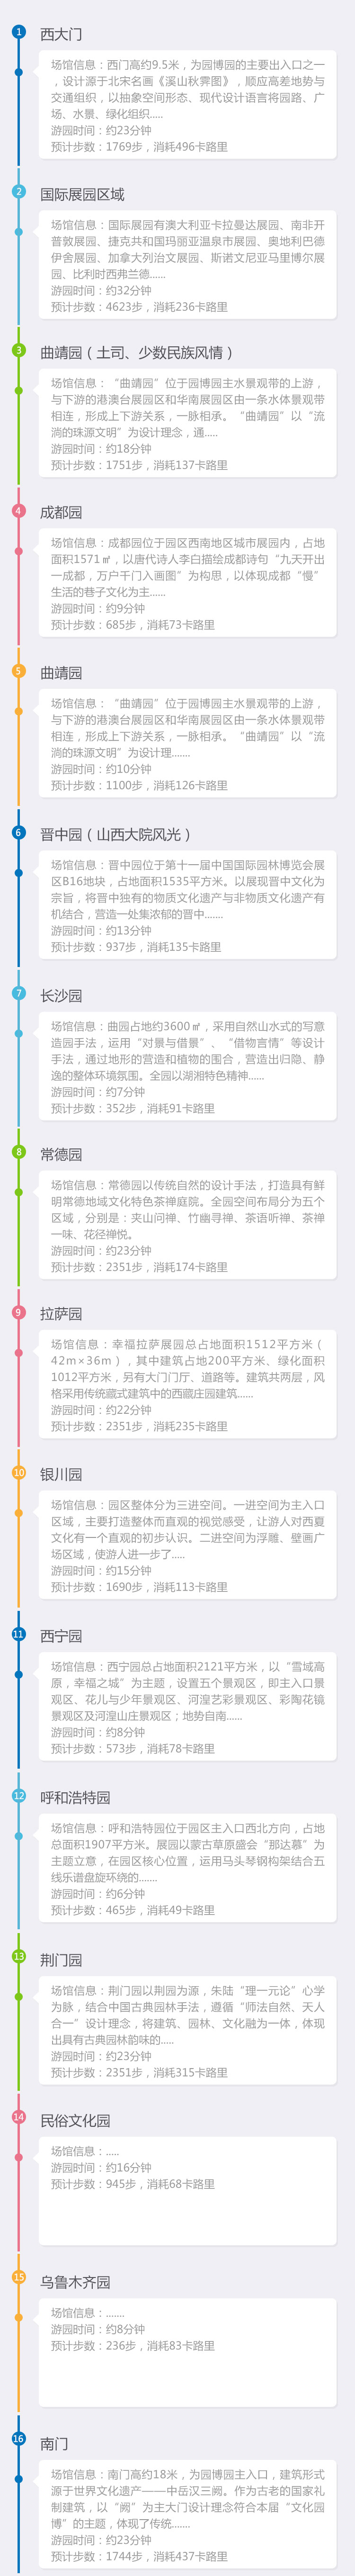 1 西大门
场馆信息：西门高约9.5米，为园博园的主要出入口之一
，设计源于北宋名画《溪山秋霁图》，顺应高差地势与
交通组织，以抽象空间形态、现代设计语言将园路、广
场、水景、绿化组织.....
游园时间：约23分钟
预计步数：1769步，消耗496卡路里
2 国际展园区域
场馆信息：国际展园有澳大利亚卡拉曼达展园、南非开
普敦展园、捷克共和国玛丽亚温泉市展园、奥地利巴德
伊舍展园、加拿大列治文展园、斯诺文尼亚马里博尔展
园、比利时西弗兰德......
游园时间：约32分钟
预计步数：4623步，消耗236卡路里
3 曲靖园（土司、少数民族风情）
场馆信息：“曲靖园”位于园博园主水景观带的上游，
与下游的港澳台展园区和华南展园区由一条水体景观带
相连，形成上下游关系，一脉相承。“曲靖园”以“流
淌的珠源文明”为设计理念，通.....
游园时间：约18分钟
预计步数：1751步，消耗137卡路里
4 成都园
场馆信息：成都园位于园区西南地区城市展园内，占地
面积1571㎡，以唐代诗人李白描绘成都诗句“九天开出
一成都，万户千门入画图”为构思，以体现成都“慢”
生活的巷子文化为主......
游园时间：约9分钟
预计步数：685步，消耗73卡路里
5 曲靖园
场馆信息：“曲靖园”位于园博园主水景观带的上游，
与下游的港澳台展园区和华南展园区由一条水体景观带
相连，形成上下游关系，一脉相承。“曲靖园”以“流
淌的珠源文明”为设计理.......
游园时间：约10分钟
预计步数：1100步，消耗126卡路里
6 晋中园（山西大院风光）
场馆信息：晋中园位于第十一届中国国际园林博览会展
区B16地块，占地面积1535平方米。以展现晋中文化为
宗旨，将晋中独有的物质文化遗产与非物质文化遗产有
机结合，营造一处集浓郁的晋中.......
游园时间：约13分钟
预计步数：937步，消耗135卡路里
7 长沙园
场馆信息：曲园占地约3600㎡，采用自然山水式的写意
造园手法，运用“对景与借景”、“借物言情”等设计
手法，通过地形的营造和植物的围合，营造出归隐、静
逸的整体环境氛围。全园以湖湘特色精神......
游园时间：约7分钟
预计步数：352步，消耗91卡路里
8 常德园
场馆信息：常德园以传统自然的设计手法，打造具有鲜
明常德地域文化特色茶禅庭院。全园空间布局分为五个
区域，分别是：夹山问禅、竹幽寻禅、茶语听禅、茶禅
一味、花径禅悦。
游园时间：约23分钟
预计步数：2351步，消耗174卡路里
9 拉萨园
场馆信息：幸福拉萨展园总占地面积1512平方米（
42m×36m），其中建筑占地200平方米、绿化面积
1012平方米，另有大门门厅、道路等。建筑共两层，风
格采用传统藏式建筑中的西藏庄园建筑......
游园时间：约22分钟
预计步数：2351步，消耗235卡路里
10 银川园
场馆信息：园区整体分为三进空间。一进空间为主入口
区域，主要打造整体而直观的视觉感受，让游人对西夏
文化有一个直观的初步认识。二进空间为浮雕、壁画广
场区域，使游人进一步了.....
游园时间：约15分钟
预计步数：1690步，消耗113卡路里
11 西宁园
场馆信息：西宁园总占地面积2121平方米，以“雪域高
原，幸福之城”为主题，设置五个景观区，即主入口景
观区、花儿与少年景观区、河湟艺彩景观区、彩陶花镜
景观区及河湟山庄景观区；地势自南......
游园时间：约8分钟
预计步数：573步，消耗78卡路里
12 呼和浩特园
场馆信息：呼和浩特园位于园区主入口西北方向，占地
总面积1907平方米。展园以蒙古草原盛会“那达慕”为
主题立意，在园区核心位置，运用马头琴钢构架结合五
线乐谱盘旋环绕的.......
游园时间：约6分钟
预计步数：465步，消耗49卡路里
13 荆门园
场馆信息：荆门园以荆园为源，朱陆“理一元论”心学
为脉，结合中国古典园林手法，遵循“师法自然、天人
合一”设计理念，将建筑、园林、文化融为一体，体现
出具有古典园林韵味的.....
游园时间：约23分钟
预计步数：2351步，消耗315卡路里
14 民俗文化园
场馆信息：.....
游园时间：约16分钟
预计步数：945步，消耗68卡路里
15 乌鲁木齐园
场馆信息：.......
游园时间：约8分钟
预计步数：236步，消耗83卡路里
16 南门
场馆信息：南门高约18米，为园博园主入口，建筑形式
源于世界文化遗产——中岳汉三阙。作为古老的国家礼
制建筑，以“阙”为主大门设计理念符合本届“文化园
博”的主题，体现了传统.......
游园时间：约23分钟
预计步数：1744步，消耗437卡路里